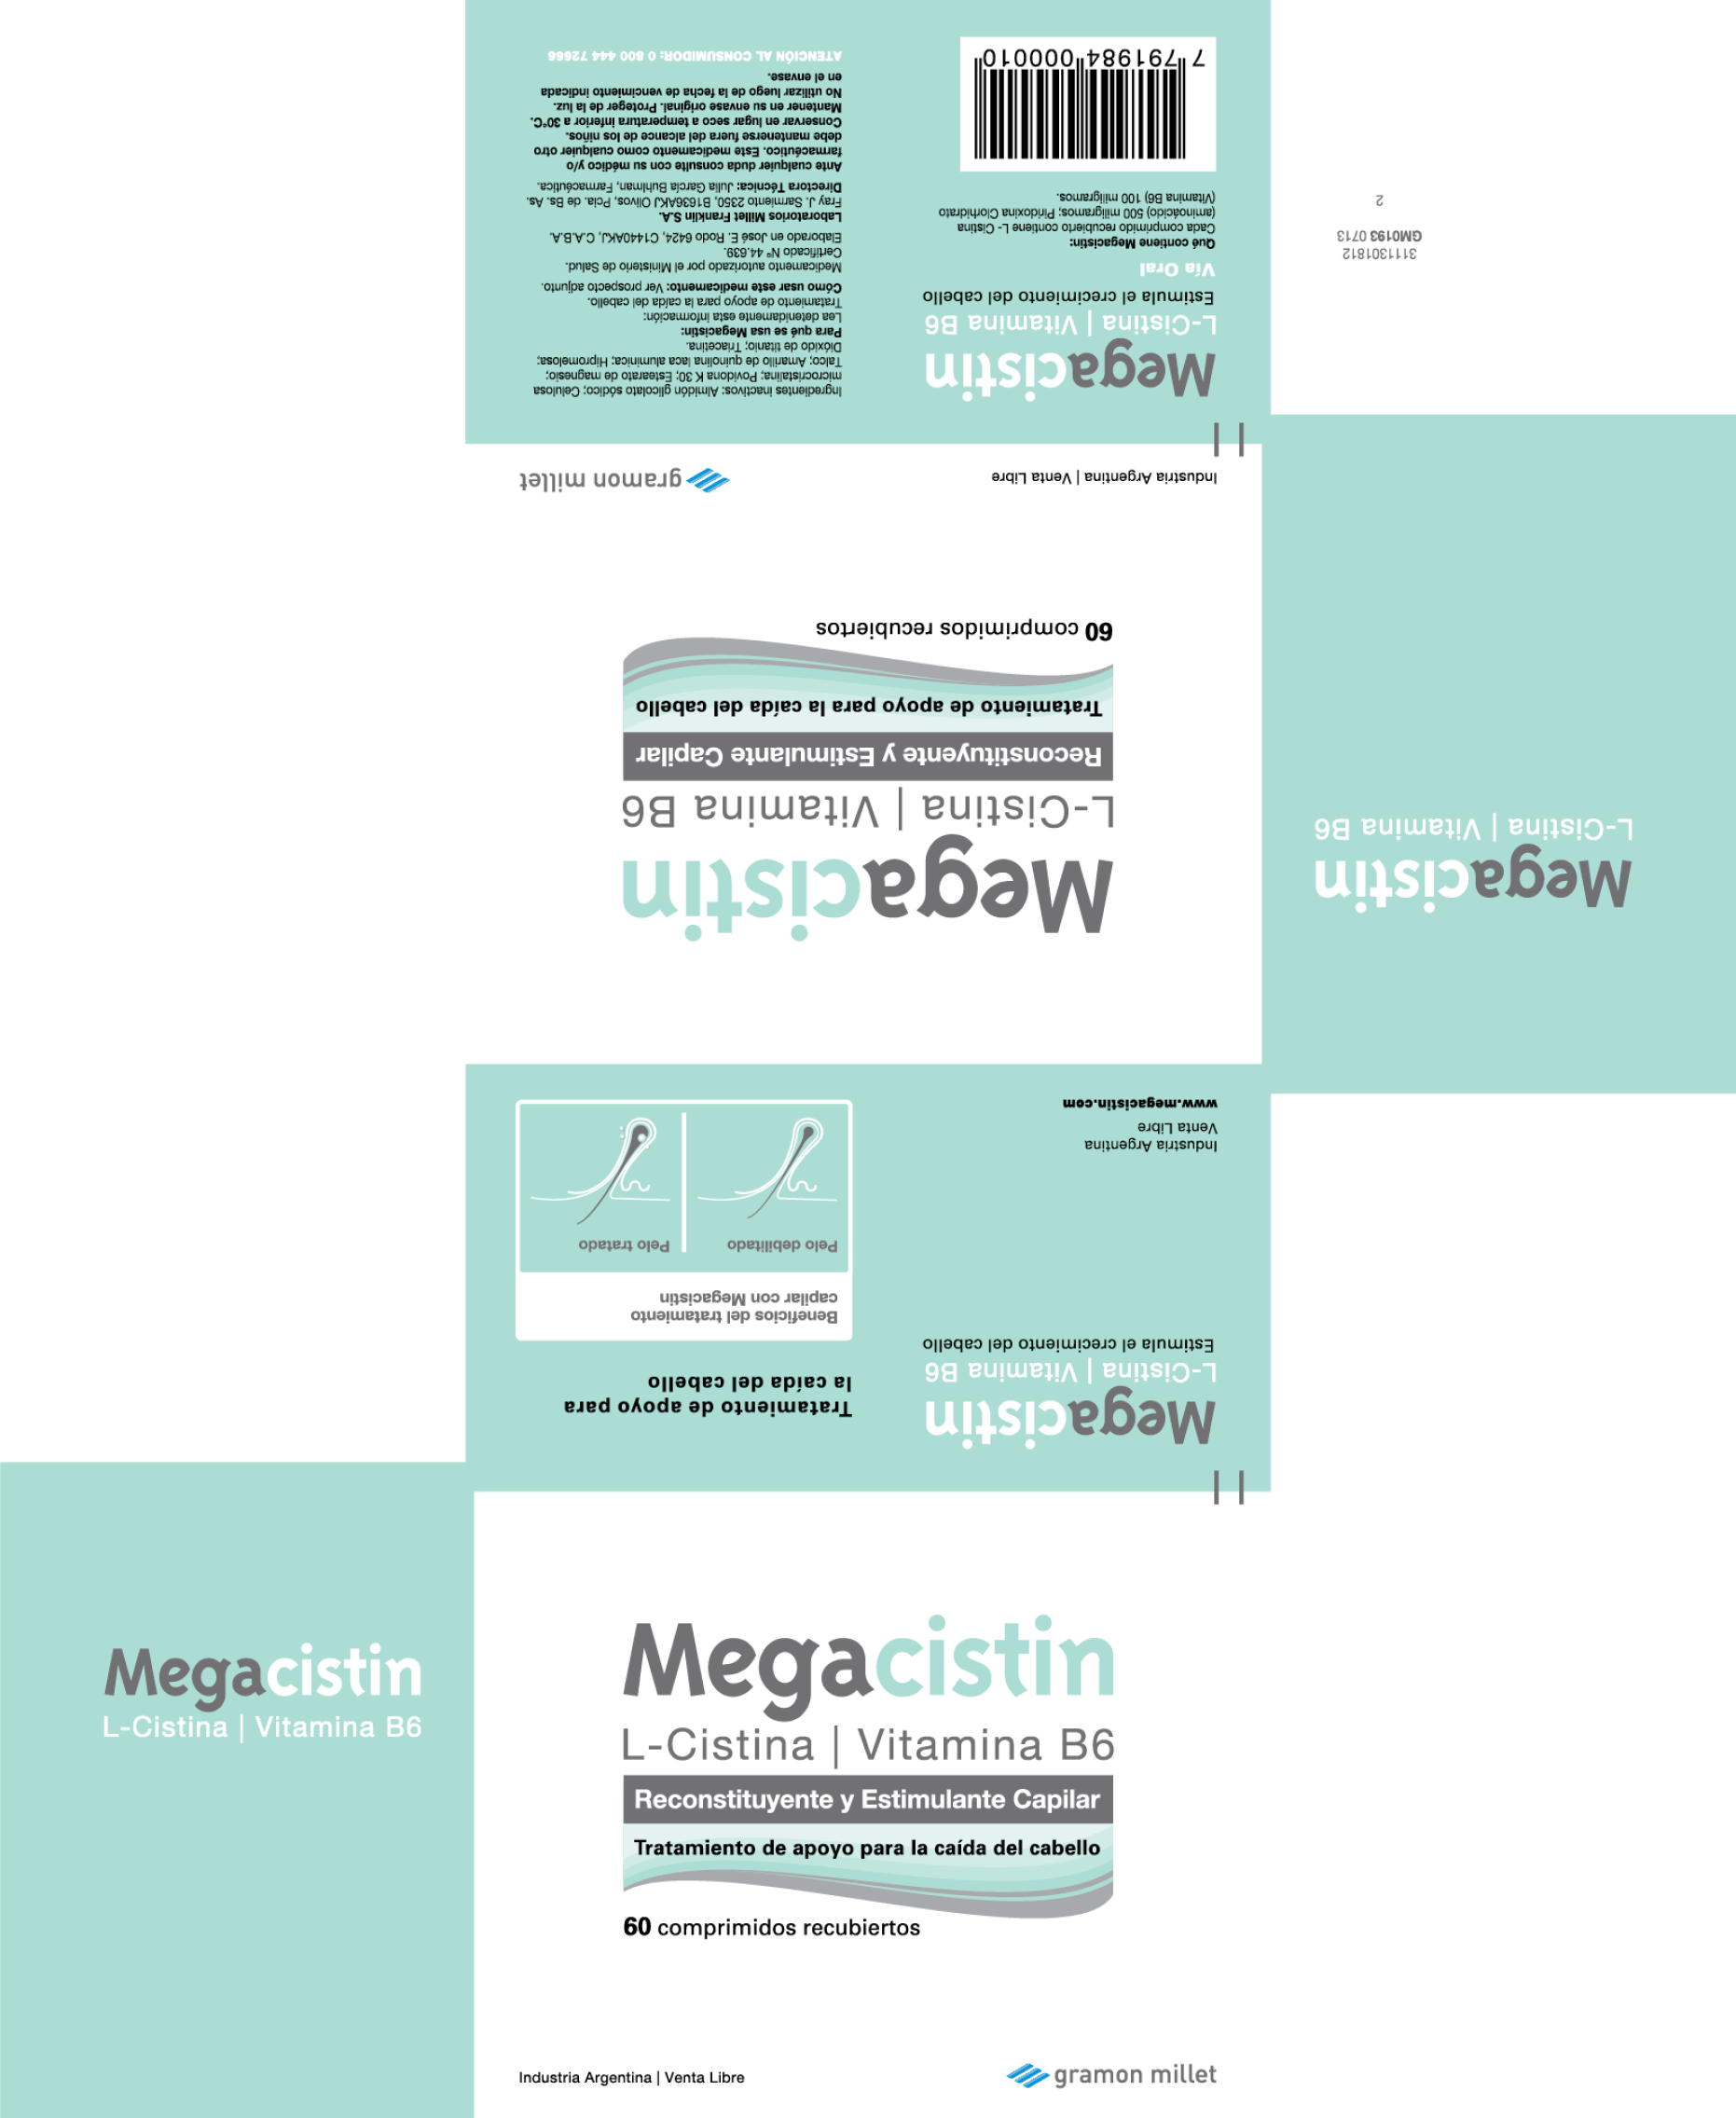 Megacistin
L-Cistina | Vitamina B6
Estimula el crecimiento del cabello
Vía Oral
Qué contiene Megacistin:
Cada comprimido recubierto contiene L- Cistina
(aminoácido) 500 miligramos; Piridoxina Clorhidrato
(Vitamina B6) 100 miligramos.
7 791984 000010
Ingredientes inactivos: Almidón glicolato sódico; Celulosa
microcristalina; Povidona K 30; Estearato de magnesio;
Talco; Amarillo de quinolina laca alumínica; Hipromelosa;
Dióxido de titanio; Triacetina.
Para qué se usa Megacistin:
Lea detenidamente esta información:
Tratamiento de apoyo para la caída del cabello.
Cómo usar este medicamento: Ver prospecto adjunto.
Medicamento autorizado por el Ministerio de Salud.
Certificado Nº 44.639.
Elaborado en José E. Rodo 6424, C1440AKJ, C.A.B.A.
Laboratorios Millet Franklin S.A.
Fray J. Sarmiento 2350, B1636AKJ Olivos, Pcia. de Bs. As.
Directora Técnica: Julia García Buhlman, Farmacéutica.
Ante cualquier duda consulte con su médico y/o
farmacéutico. Este medicamento como cualquier otro
debe mantenerse fuera del alcance de los niños.
Conservar en lugar seco a temperatura inferior a 30°C.
Mantener en su envase original. Proteger de la luz.
No utilizar luego de la fecha de vencimiento indicada
en el envase.
ATENCIÓN AL CONSUMIDOR: 0 800 444 72666
3111301812
GM0193 0713
2
Megacistin
L-Cistina | Vitamina B6
Reconstituyente y Estimulante Capilar
Tratamiento de apoyo para la caída del cabello
60 comprimidos recubiertos
Industria Argentina | Venta Libre
gramon millet
Megacistin
L-Cistina | Vitamina B6
Megacistin
L-Cistina | Vitamina B6
Estimula el crecimiento del cabello
Industria Argentina
Venta Libre
www.megacistin.com
Tratamiento de apoyo para
la caída del cabello
Beneficios del tratamiento
capilar con Megacistin
Pelo debilitado
Pelo tratado
Megacistin
L-Cistina | Vitamina B6
Megacistin
L-Cistina | Vitamina B6
Reconstituyente y Estimulante Capilar
Tratamiento de apoyo para la caída del cabello
60 comprimidos recubiertos
Industria Argentina | Venta Libre
gramon millet